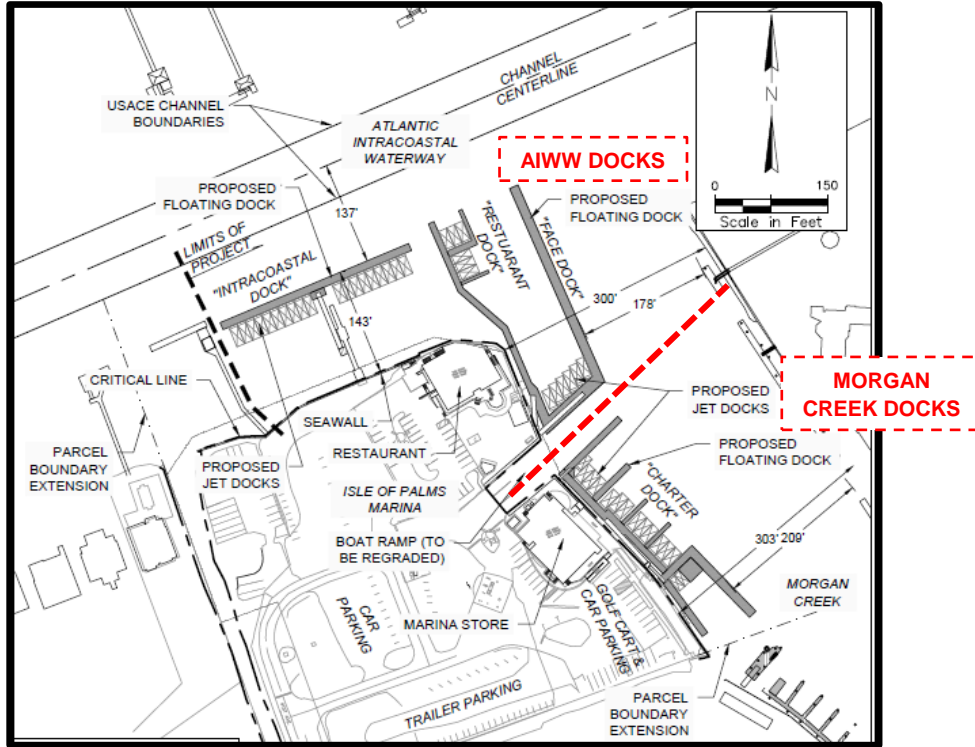 CHANNEL
CENTERLINE
USACE CHANNEL
BOUNDARIES
ATLANTIC
INTRACOASTAL
WATERWAY
AIWW DOCKS
N
0 150
Scale in Feet
PROPOSED
FLOATING DOCK
137'
PROPOSED
FLOATING DOCK
LIMITS OF
PROJECT
"INTRACOASTAL
DOCK"
"RESTUARANT
DOCK"
"FACE DOCK"
300'
178'
143'
CRITICAL LINE
MORGAN
CREEK DOCKS
PROPOSED
JET DOCKS
SEAWALL
PARCEL
BOUNDARY
EXTENSION
RESTAURANT
PROPOSED
JET DOCKS
PROPOSED
FLOATING DOCK
"CHARTER
DOCK"
ISLE OF PALMS
MARINA
BOAT RAMP (TO
BE REGRADED)
303' 209'
MORGAN
CREEK
CAR
PARKING
MARINA STORE
GOLF CART &
CAR PARKING
TRAILER PARKING
PARCEL
BOUNDARY
EXTENSION